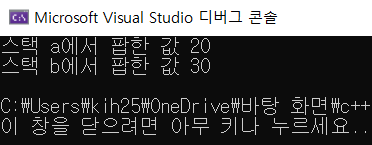 Microsoft Visual Studio 디버그 콘솔
스택 a에서 팝한 값 20
스택 b에서 팝한 값 30
C:₩Users₩kih25₩OneDrive₩바탕 화면₩c++
이 창을 닫으려면 아무 키나 누르세요..